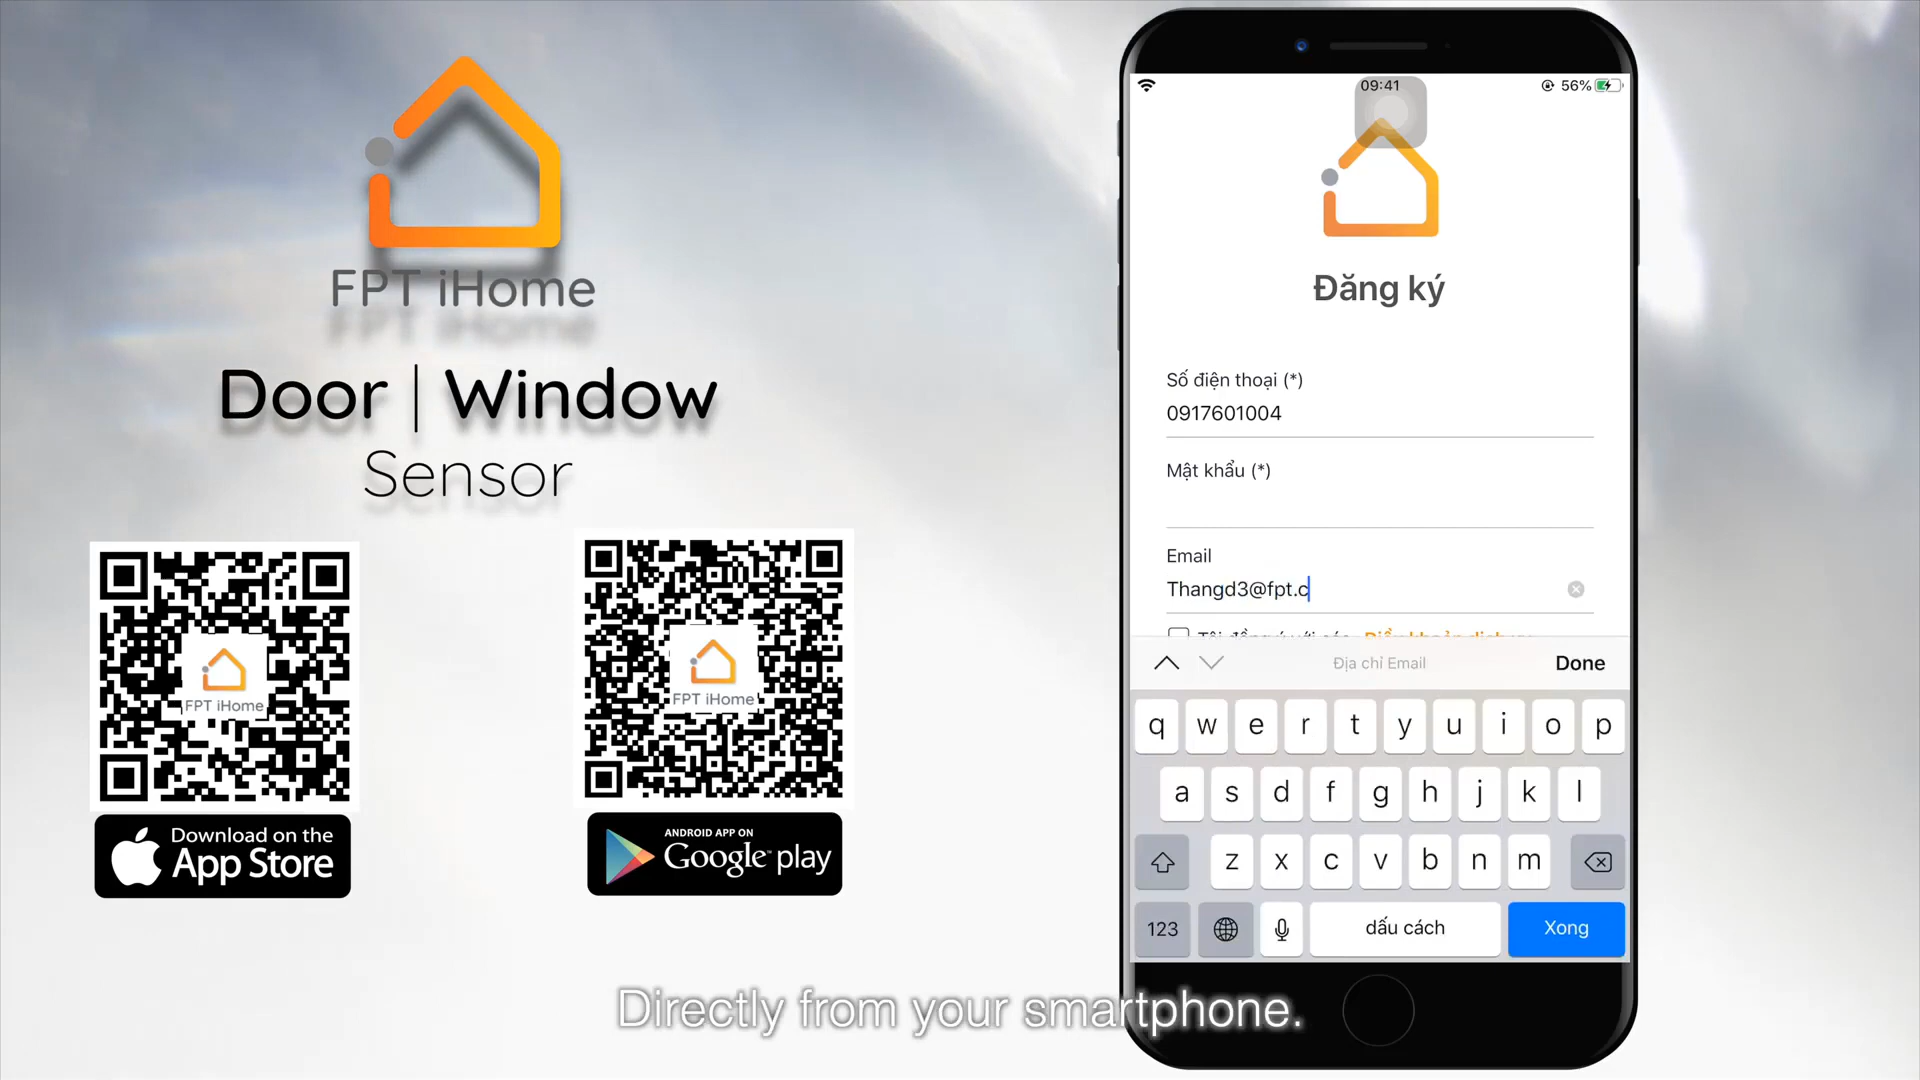 FPT iHome
Door | Window
Sensor
FPT iHome
Download on the
App Store
FPT iHome
ANDROID APP ON
Google play
09:41
56%
Đăng ký
Số điện thoại (*)
0917601004
Mật khẩu (*)
Email
Thangd3@fpt.c
Địa chỉ Email
Done
q w e r t y u i o p
a s d f g h j k l
z x c v b n m
123
dấu cách
Xong
Directly from your smartphone.